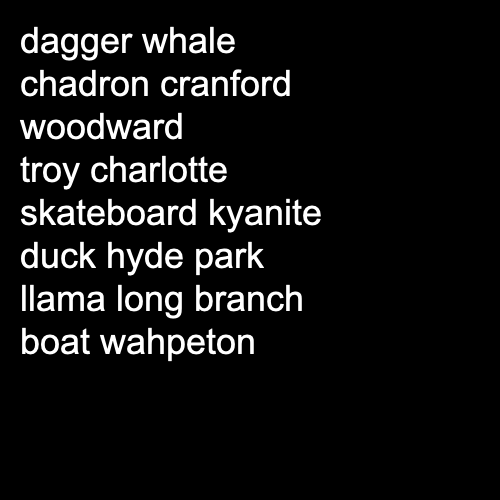 dagger whale
chadron cranford
woodward
troy charlotte
skateboard kyanite
duck hyde park
llama long branch
boat wahpeton